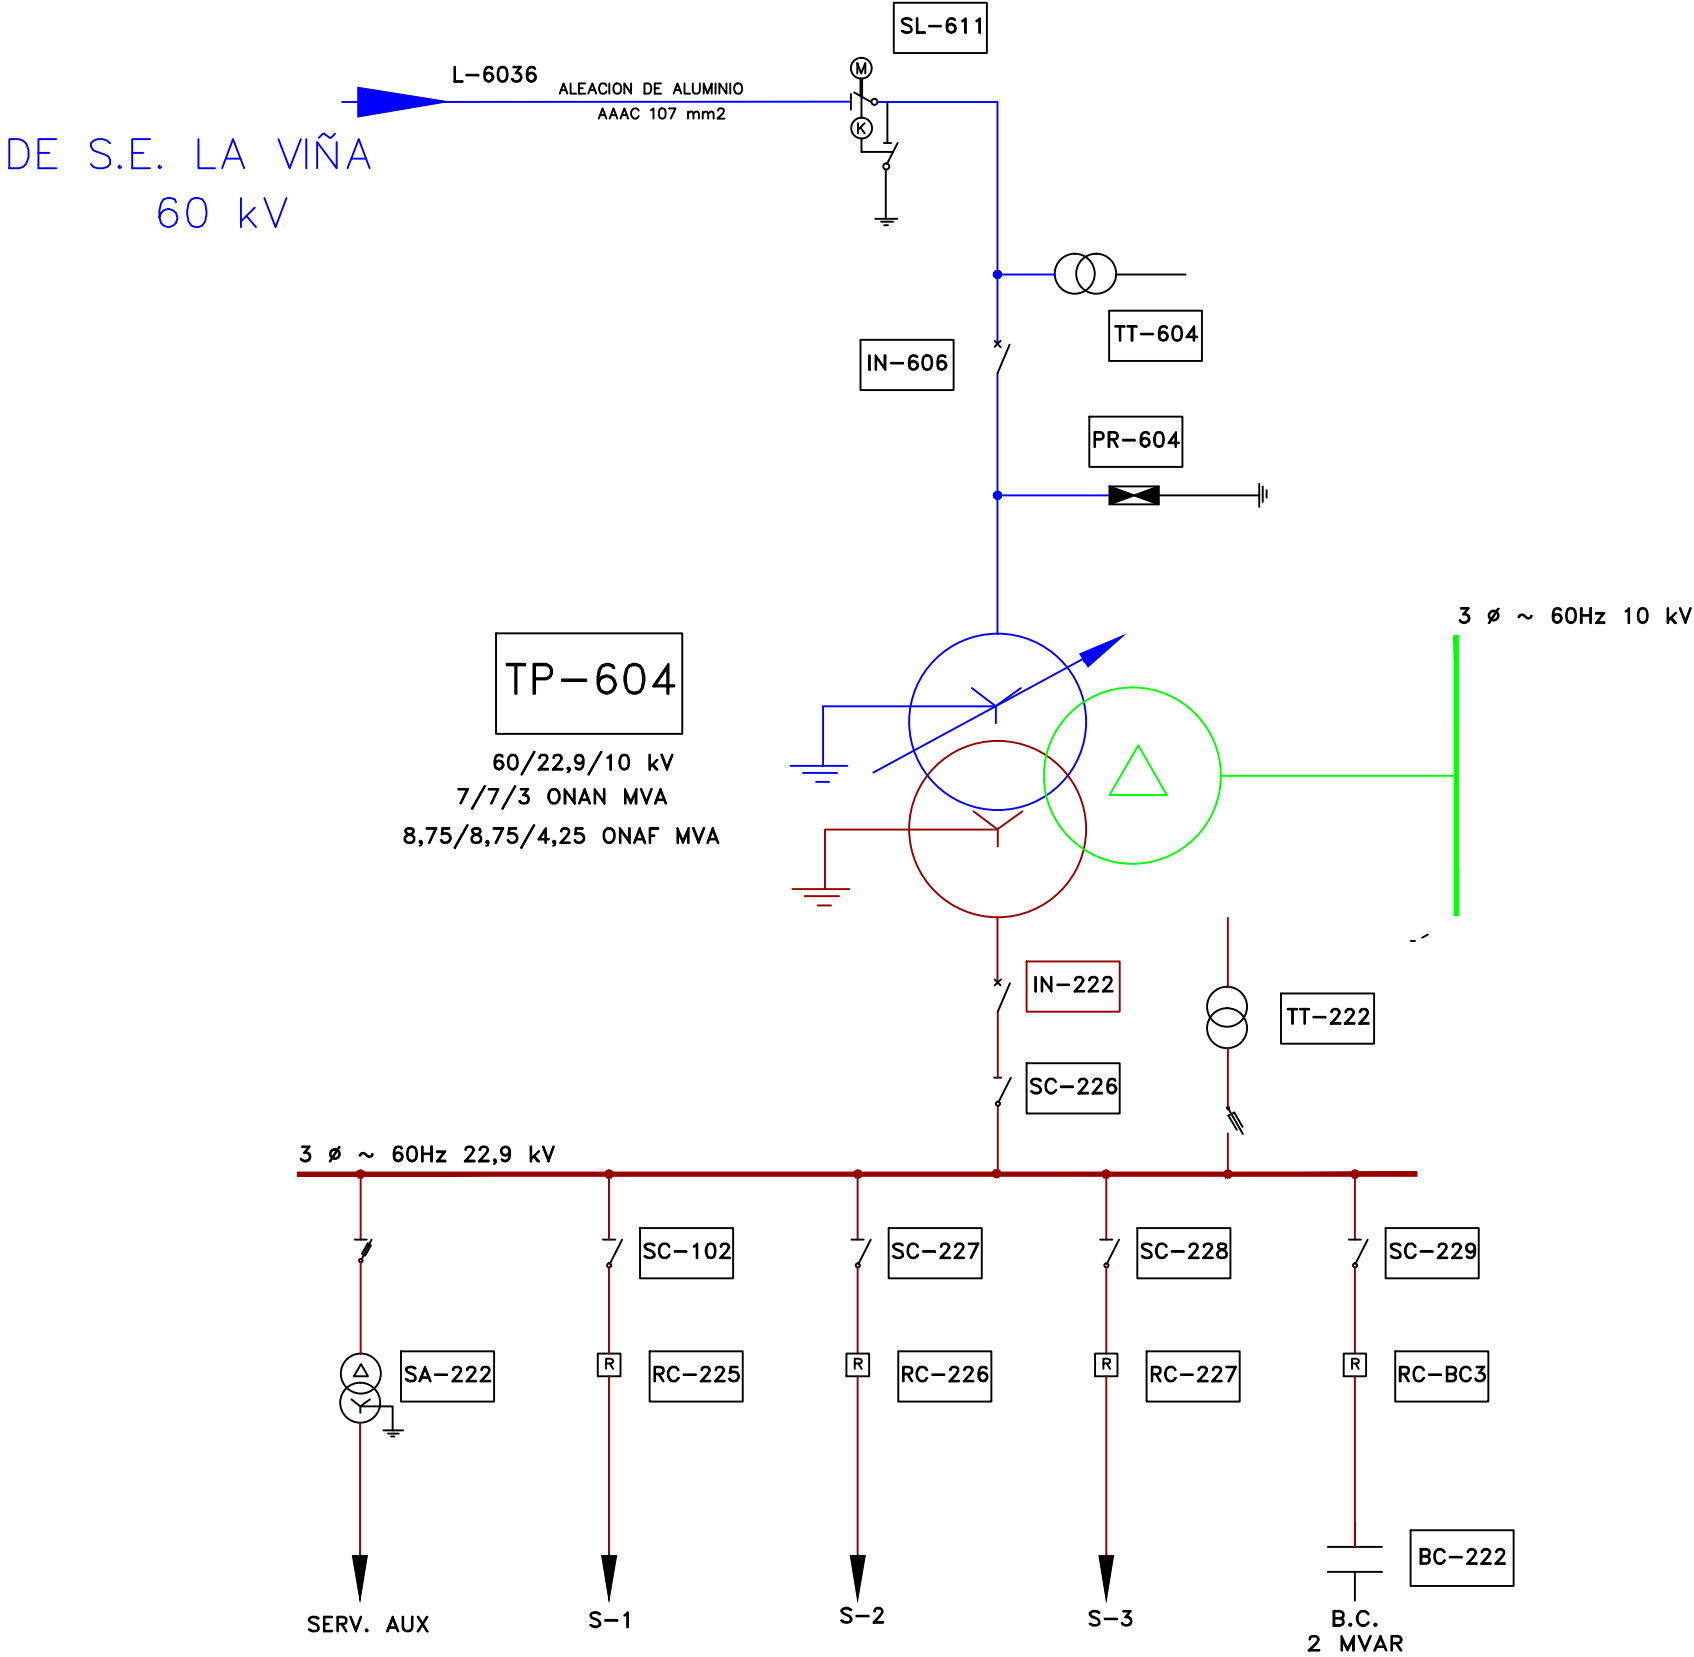 SL-611
M
L-6036
ALEACION DE ALUMINIO
AAAC 107 mm2
K
DE S.E. LA VIÑA
60 kV
TT-604
IN-606
PR-604
3 ø ~ 60Hz 10 kV
TP-604
60/22,9/10 kV
7/7/3 ONAN MVA
8,75/8,75/4,25 ONAF MVA
IN-222
TT-222
SC-226
3 ø ~ 60Hz 22,9 kV
SC-102
SC-227
SC-228
SC-229
SA-222
R
RC-225
R
RC-226
R
RC-227
R
RC-BC3
BC-222
SERV. AUX
S-1
S-2
S-3
B.C.
2 MVAR